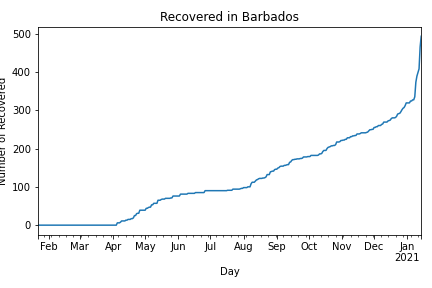 Recovered in Barbados
Number of Recovered
500
400
300
200
100
0
Feb Mar Apr May Jun Jul Aug Sep Oct Nov Dec Jan
2021
Day